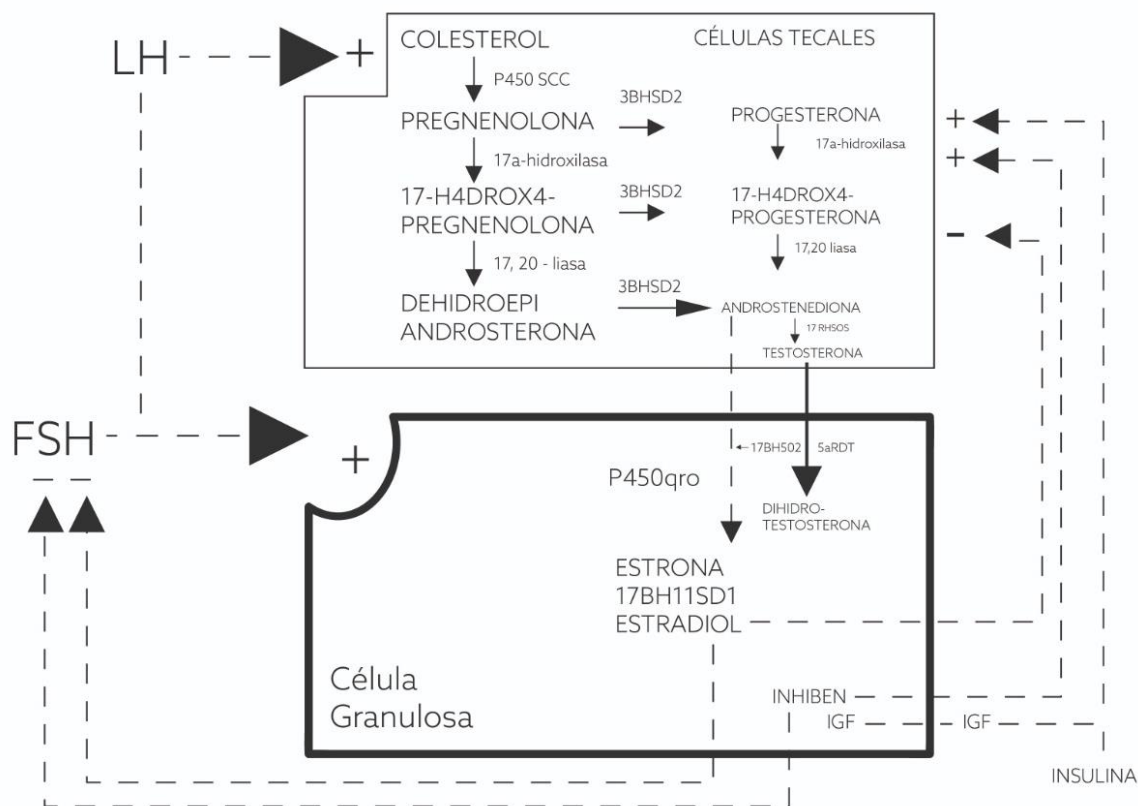 LH
+
COLESTEROL
CÉLULAS TECALES
P450 SCC
3BHSD2
PREGNENOLONA
PROGESTERONA
+
17a-hidroxilasa
17a-hidroxilasa
+
17-H4DROX4-
PREGNENOLONA
3BHSD2
17-H4DROX4-
PROGESTERONA
-
17, 20 - liasa
17,20 liasa
3BHSD2
DEHIDROEPI
ANDROSTERONA
ANDROSTENEDIONA
17 RHSOS
TESTOSTERONA
FSH
+
17BH502
5aRDT
P450qro
DIHIDRO-
TESTOSTERONA
ESTRONA
17BH11SD1
ESTRADIOL
Célula
Granulosa
INHIBEN
IGF
IGF
INSULINA